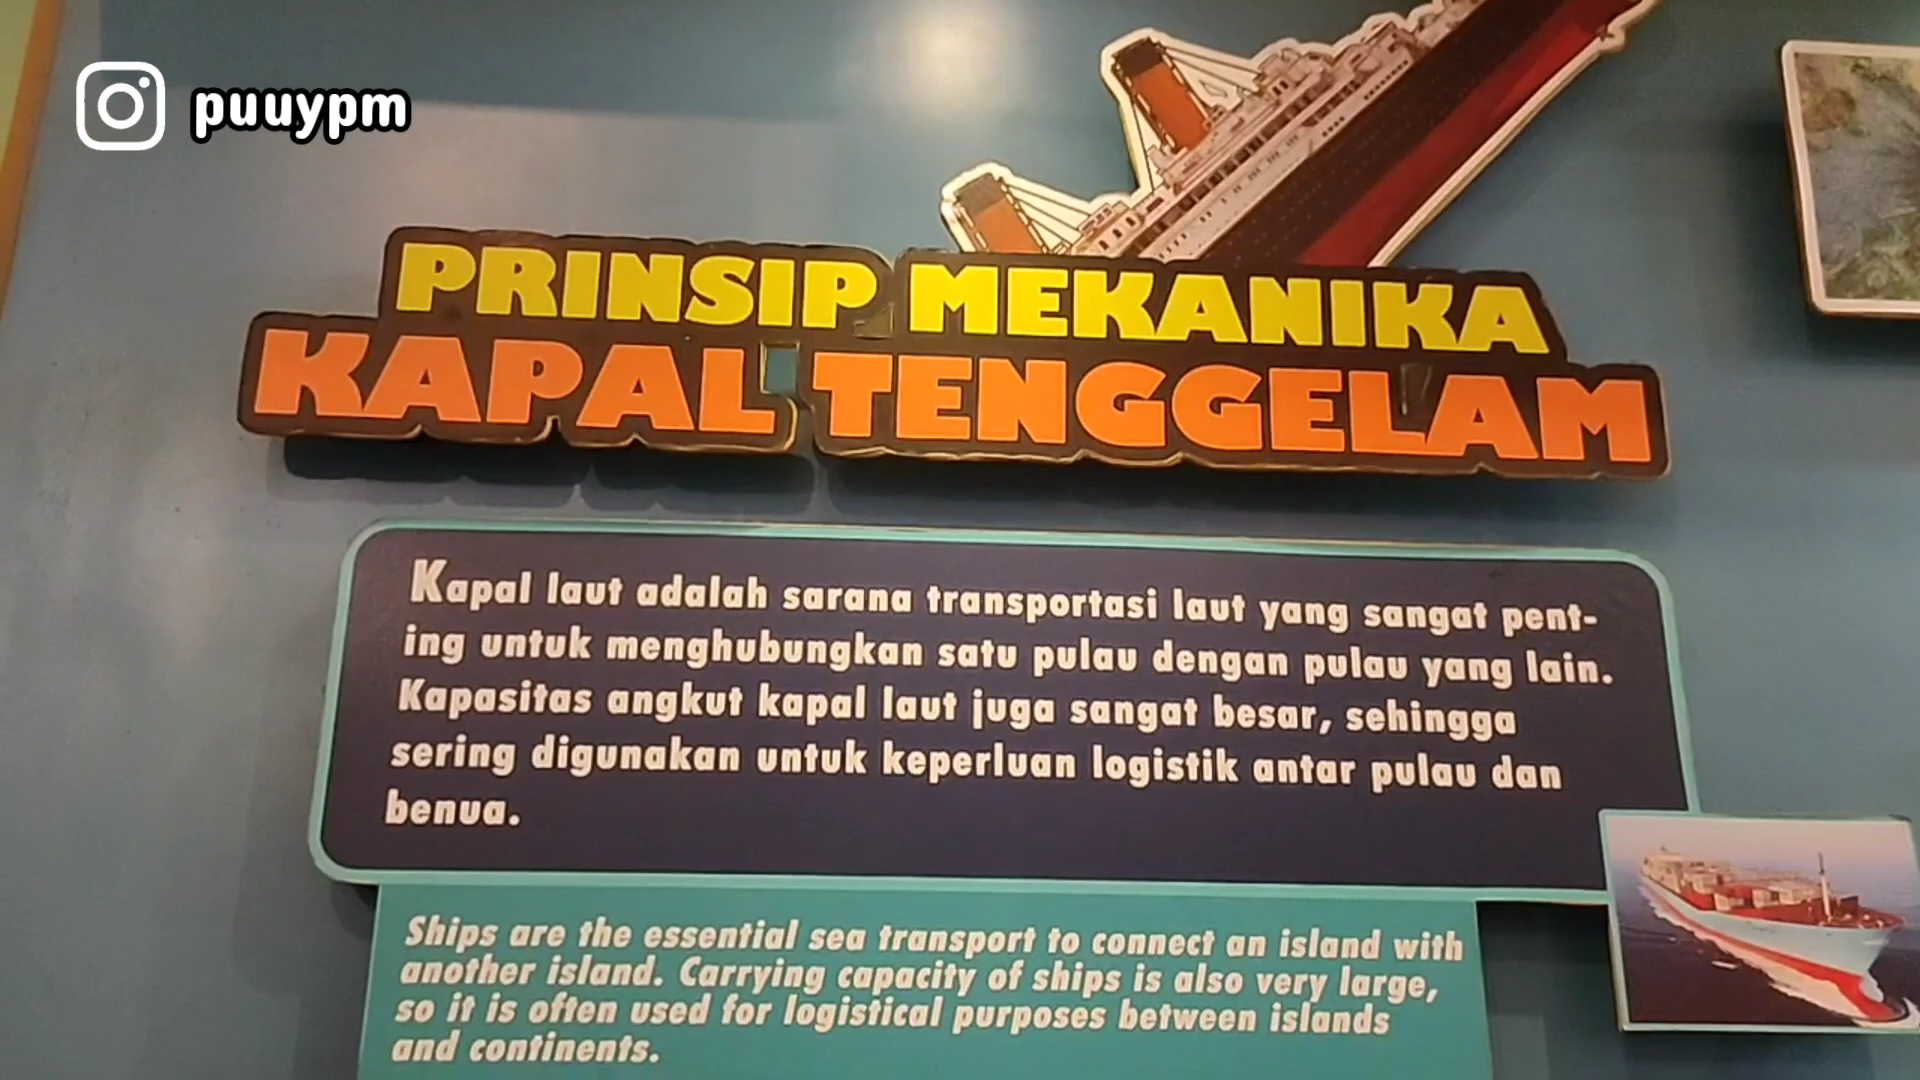 puuypm
PRINSIP MEKANIKA
KAPAL TENGGELAM
Kapal laut adalah sarana transportasi laut yang sangat pent-
ing untuk menghubungkan satu pulau dengan pulau yang lain.
Kapasitas angkut kapal laut juga sangat besar, sehingga
sering digunakan untuk keperluan logistik antar pulau dan
benua.
Ships are the essential sea transport to connect an island with
another island. Carrying capacity of ships is also very large,
so it is often used for logistical purposes between islands
and continents.